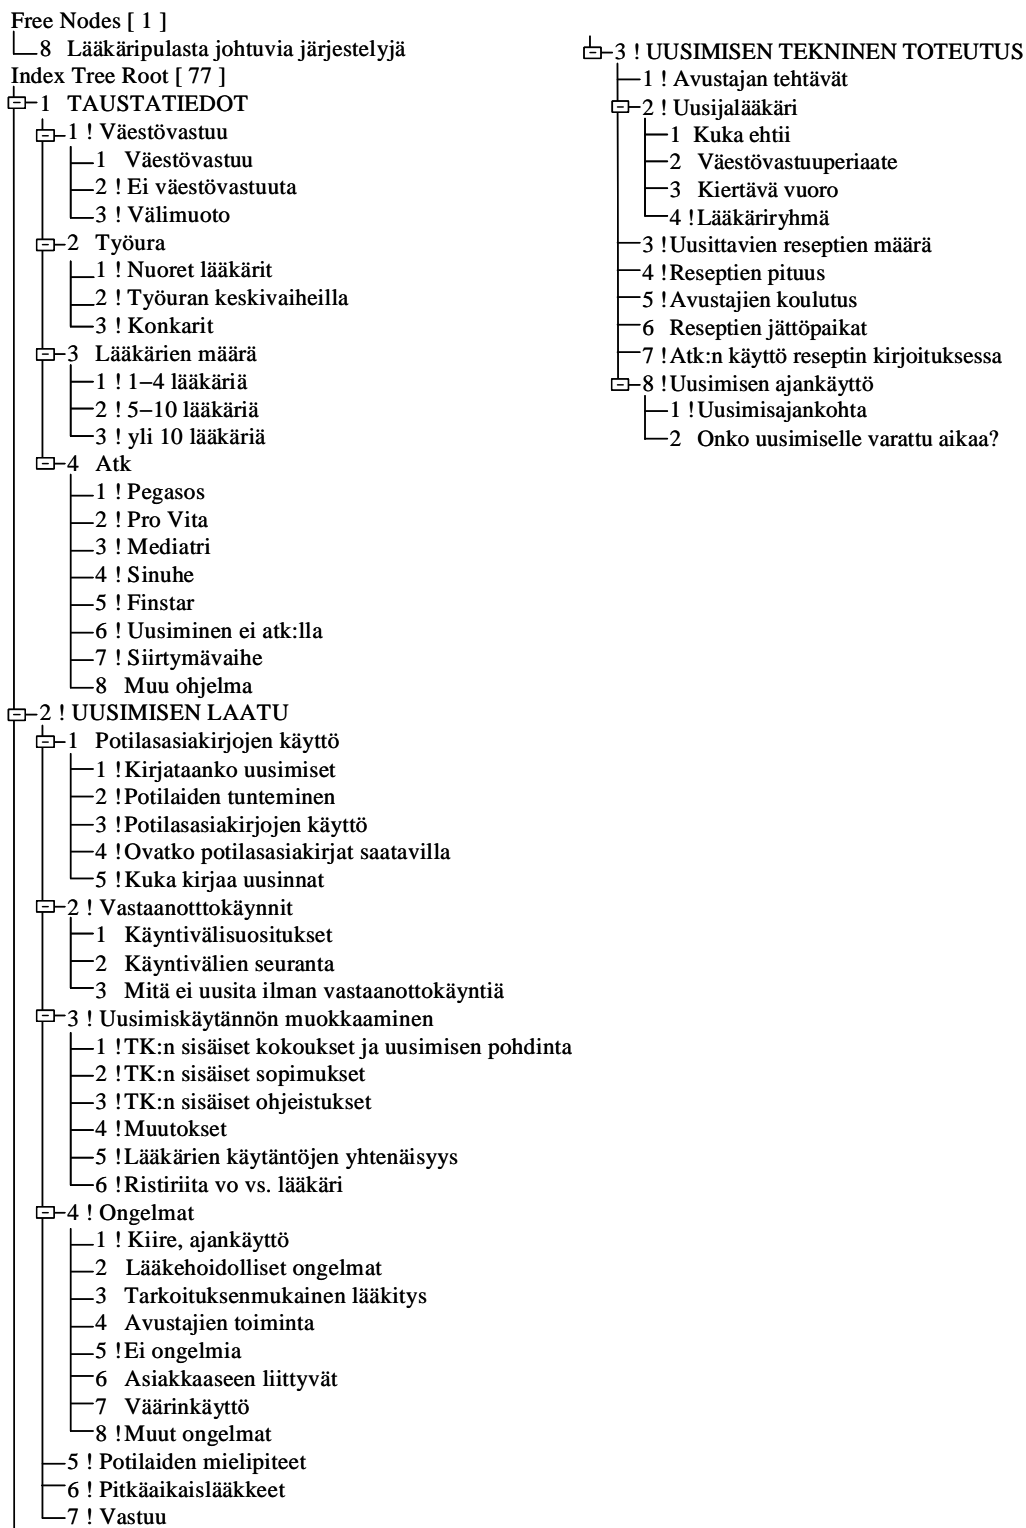 Free Nodes [ 1 ]
8 Lääkäripulasta johtuvia järjestelyjä
Index Tree Root [ 77 ]
1 TAUSTATIEDOT
1 ! Väestövastuu
1 Väestövastuu
2 ! Ei väestövastuuta
3 ! Välimuoto
2 Työura
1 ! Nuoret lääkärit
2 ! Työuran keskivaiheilla
3 ! Konkarit
3 Lääkärien määrä
1 ! 1–4 lääkäriä
2 ! 5–10 lääkäriä
3 ! yli 10 lääkäriä
4 Atk
1 ! Pegasos
2 ! Pro Vita
3 ! Mediatri
4 ! Sinuhe
5 ! Finstar
6 ! Uusiminen ei atk:lla
7 ! Siirtymävaihe
8 Muu ohjelma
2 ! UUSIMISEN LAATU
1 Potilasasiakirjojen käyttö
1 !Kirjataanko uusimiset
2 !Potilaiden tunteminen
3 !Potilasasiakirjojen käyttö
4 !Ovatko potilasasiakirjat saatavilla
5 !Kuka kirjaa uusinnat
2 ! Vastaanotttokäynnit
1 Käyntivälisuositukset
2 Käyntivälien seuranta
3 Mitä ei uusita ilman vastaanottokäyntiä
3 ! Uusimiskäytännön muokkaaminen
1 !TK:n sisäiset kokoukset ja uusimisen pohdinta
2 !TK:n sisäiset sopimukset
3 !TK:n sisäiset ohjeistukset
4 !Muutokset
5 !Lääkärien käytäntöjen yhtenäisyys
6 !Ristiriita vo vs. lääkäri
4 ! Ongelmat
1 ! Kiire, ajankäyttö
2 Lääkehoidolliset ongelmat
3 Tarkoituksenmukainen lääkitys
4 Avustajien toiminta
5 !Ei ongelmia
6 Asiakkaaseen liittyvät
7 Väärinkäyttö
8 !Muut ongelmat
5 ! Potilaiden mielipiteet
6 ! Pitkäaikaislääkkeet
7 ! Vastuu
3 ! UUSIMISEN TEKNINEN TOTEUTUS
1 ! Avustajan tehtävät
2 ! Uusijalääkäri
1 Kuka ehtii
2 Väestövastuuperiaate
3 Kiertävä vuoro
4 !Lääkäriryhmä
3 !Uusittavien reseptien määrä
4 !Reseptien pituus
5 !Avustajien koulutus
6 Reseptien jättöpaikat
7 !Atk:n käyttö reseptin kirjoituksessa
8 !Uusimisen ajankäyttö
1 !Uusimisajankohta
2 Onko uusimiselle varattu aikaa?